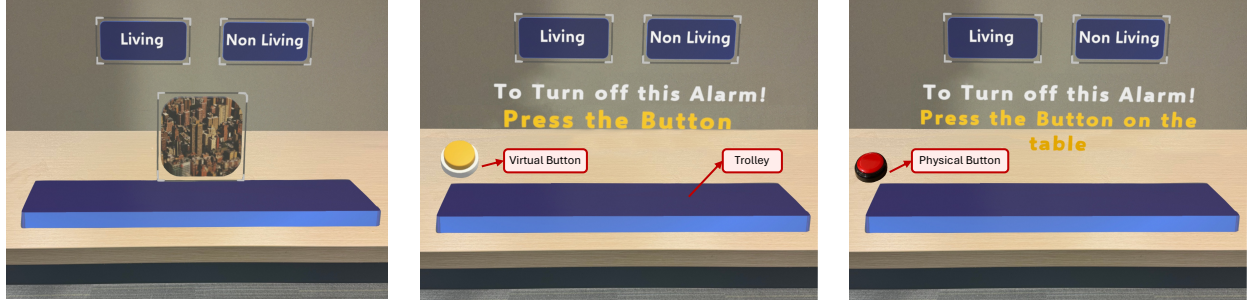 Living
Non Living
Living
Non Living
To Turn off this Alarm!
Press the Button
Virtual Button
Trolley
Living
Non Living
To Turn off this Alarm!
Press the Button on the
table
Physical Button